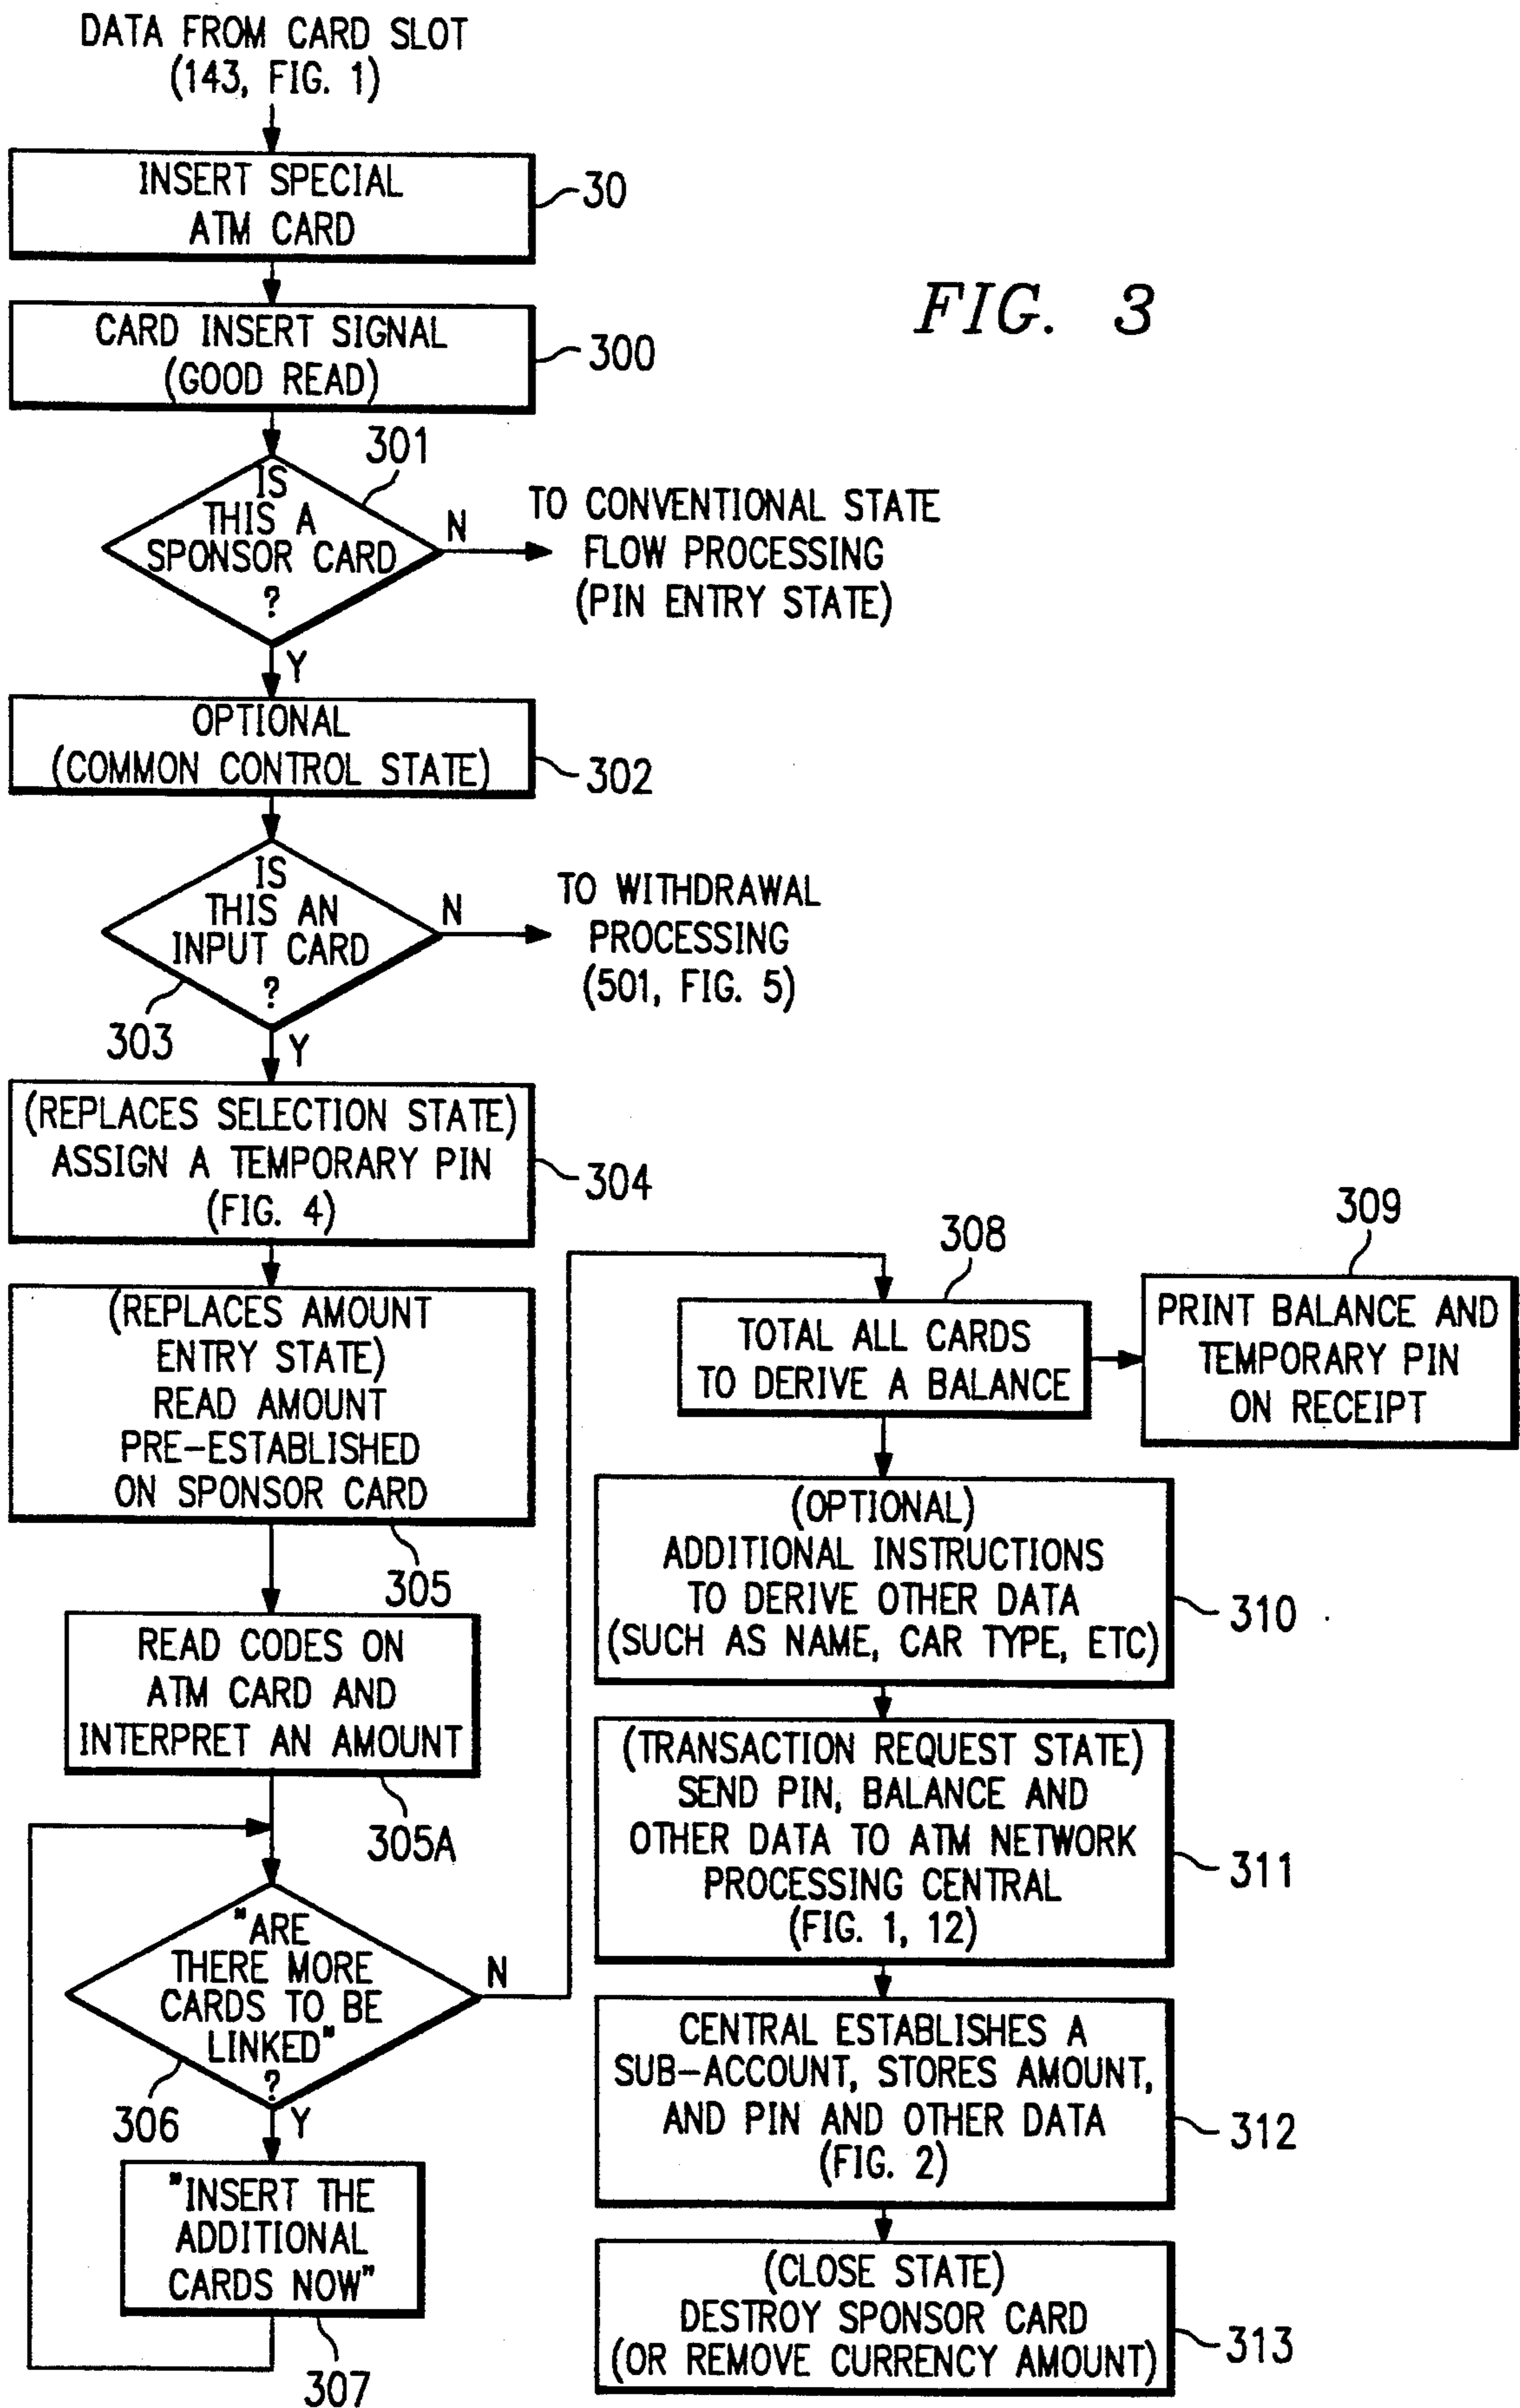 DATA FROM CARD SLOT
(143, FIG. 1)
INSERT SPECIAL
ATM CARD
30
CARD INSERT SIGNAL
(GOOD READ)
300
FIG. 3
301
IS
THIS A
SPONSOR CARD
?
N
TO CONVENTIONAL STATE
FLOW PROCESSING
(PIN ENTRY STATE)
Y
OPTIONAL
(COMMON CONTROL STATE)
302
IS
THIS AN
INPUT CARD
?
N
TO WITHDRAWAL
PROCESSING
(501, FIG. 5)
303
Y
(REPLACES SELECTION STATE)
ASSIGN A TEMPORARY PIN
(FIG. 4)
304
(REPLACES AMOUNT
ENTRY STATE)
READ AMOUNT
PRE-ESTABLISHED
ON SPONSOR CARD
305
READ CODES ON
ATM CARD AND
INTERPRET AN AMOUNT
305A
"ARE
THERE MORE
CARDS TO BE
LINKED"
?
N
306
Y
"INSERT THE
ADDITIONAL
CARDS NOW"
307
308
TOTAL ALL CARDS
TO DERIVE A BALANCE
309
PRINT BALANCE AND
TEMPORARY PIN
ON RECEIPT
(OPTIONAL)
ADDITIONAL INSTRUCTIONS
TO DERIVE OTHER DATA
(SUCH AS NAME, CAR TYPE, ETC)
310
(TRANSACTION REQUEST STATE)
SEND PIN, BALANCE AND
OTHER DATA TO ATM NETWORK
PROCESSING CENTRAL
(FIG. 1, 12)
311
CENTRAL ESTABLISHES A
SUB-ACCOUNT, STORES AMOUNT,
AND PIN AND OTHER DATA
(FIG. 2)
312
(CLOSE STATE)
DESTROY SPONSOR CARD
(OR REMOVE CURRENCY AMOUNT)
313